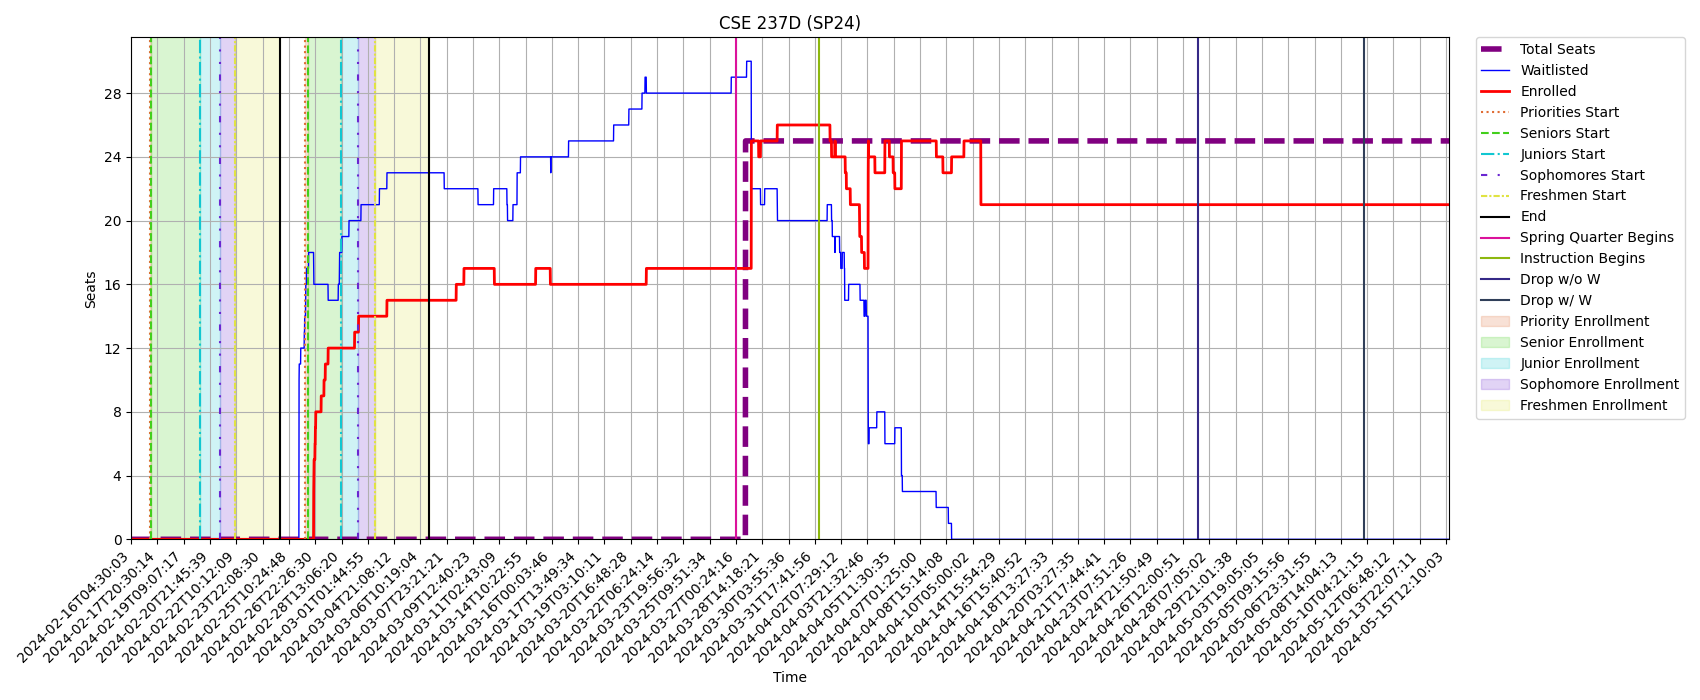 CSE 237D (SP24)
Total Seats
Waitlisted
Enrolled
Priorities Start
Seniors Start
Juniors Start
Sophomores Start
Freshmen Start
End
Spring Quarter Begins
Instruction Begins
Drop w/o W
Drop w/ W
Priority Enrollment
Senior Enrollment
Junior Enrollment
Sophomore Enrollment
Freshmen Enrollment
Seats
28
24
20
16
12
8
4
0
2024-02-16T04:30:03
2024-02-17T20:30:14
2024-02-19T09:07:17
2024-02-20T21:45:39
2024-02-22T10:12:09
2024-02-23T22:08:30
2024-02-25T10:24:48
2024-02-26T22:26:30
2024-02-28T13:06:20
2024-03-01T01:44:55
2024-03-04T21:08:12
2024-03-06T10:19:04
2024-03-07T23:21:21
2024-03-09T11:02:40:23
2024-03-11T02:43:09
2024-03-14T10:22:55
2024-03-16T00:03:46
2024-03-17T13:49:34
2024-03-19T03:10:11
2024-03-20T16:48:28
2024-03-22T06:24:14
2024-03-23T19:56:32
2024-03-25T09:51:34
2024-03-27T00:24:16
2024-03-28T14:18:21
2024-03-30T03:55:36
2024-03-31T17:41:56
2024-04-02T07:29:12
2024-04-03T21:32:46
2024-04-05T11:30:35
2024-04-07T01:25:00
2024-04-08T15:14:08
2024-04-10T05:00:02
2024-04-14T15:54:29
2024-04-16T15:40:52
2024-04-18T13:27:33
2024-04-20T03:27:35
2024-04-21T17:44:41
2024-04-23T07:51:26
2024-04-24T21:50:49
2024-04-26T12:00:51
2024-04-28T07:05:02
2024-04-29T21:01:38
2024-05-03T19:05:05
2024-05-05T09:15:56
2024-05-06T23:31:55
2024-05-08T14:04:13
2024-05-10T04:21:15
2024-05-12T06:48:12
2024-05-13T22:07:11
2024-05-15T12:10:03
Time